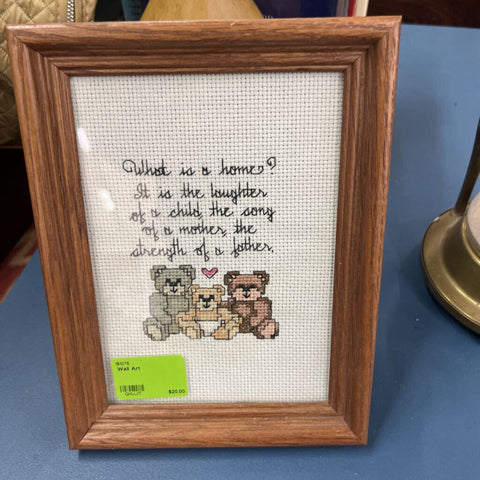 What is a home?
It is the laughter
of a child, the song
of a mother, the
strength of a father.
Wall Art
$20.00